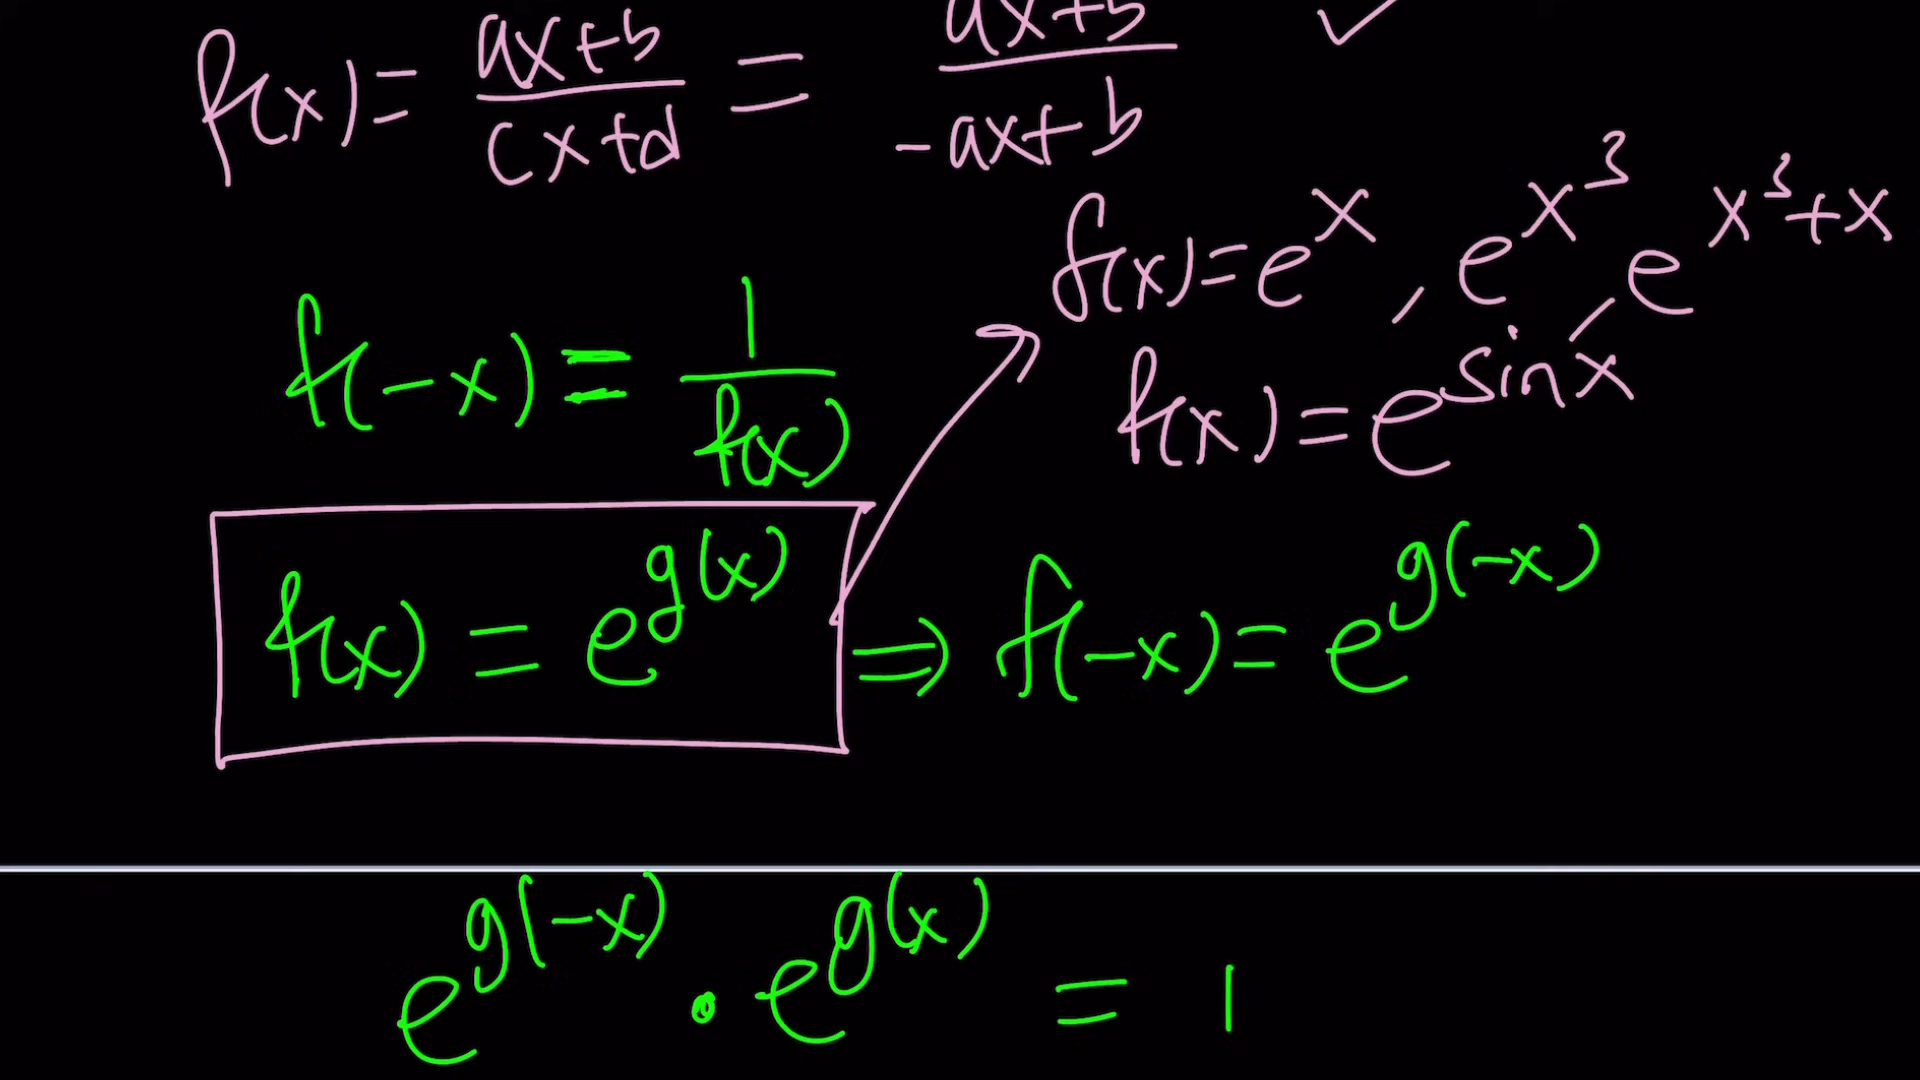 f(x) = (ax+b)/(cx+d) = (ax+b)/(-ax+b) ✓
f(x) = e^x, e^(x^3), e^(x^3+x)
f(-x) = 1/f(x)
f(x) = e^(sin x)
f(x) = e^(g(x)) ⇒ f(-x) = e^(g(-x))
e^(g(-x)) • e^(g(x)) = 1